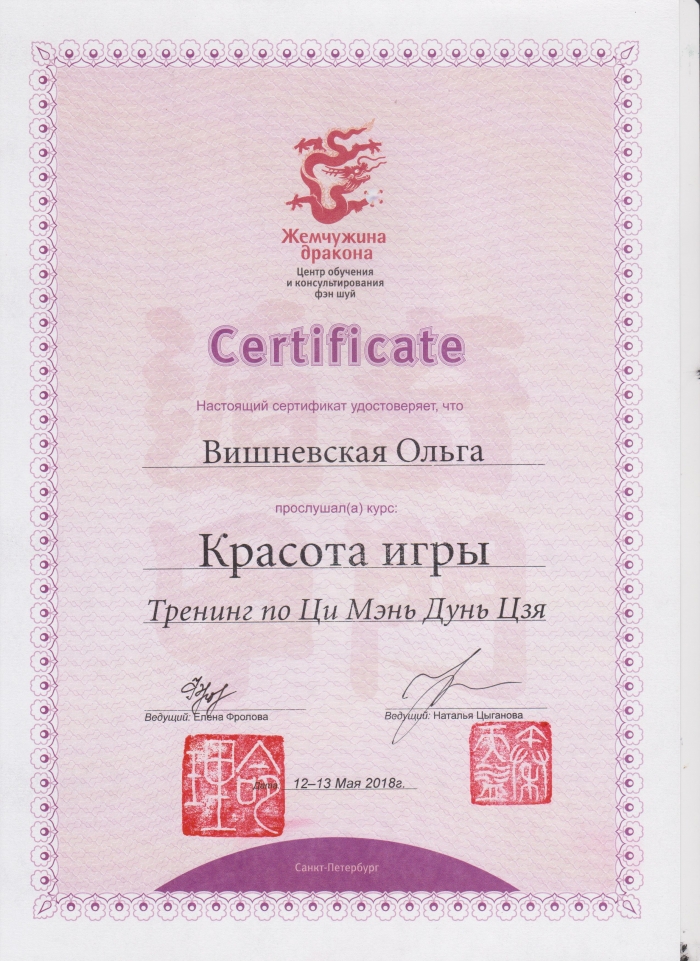 Жемчужина
дракона
Центр обучения
и консультирования
фэн шуй
Certificate
Настоящий сертификат удостоверяет, что
Вишневская Ольга
прослушал(а) курс:
Красота игры
Тренинг по Ци Мэнь Дунь Цзя
Ведущий: Елена Фролова
Ведущий: Наталья Цыганова
Дата 12–13 Мая 2018г.
Санкт-Петербург